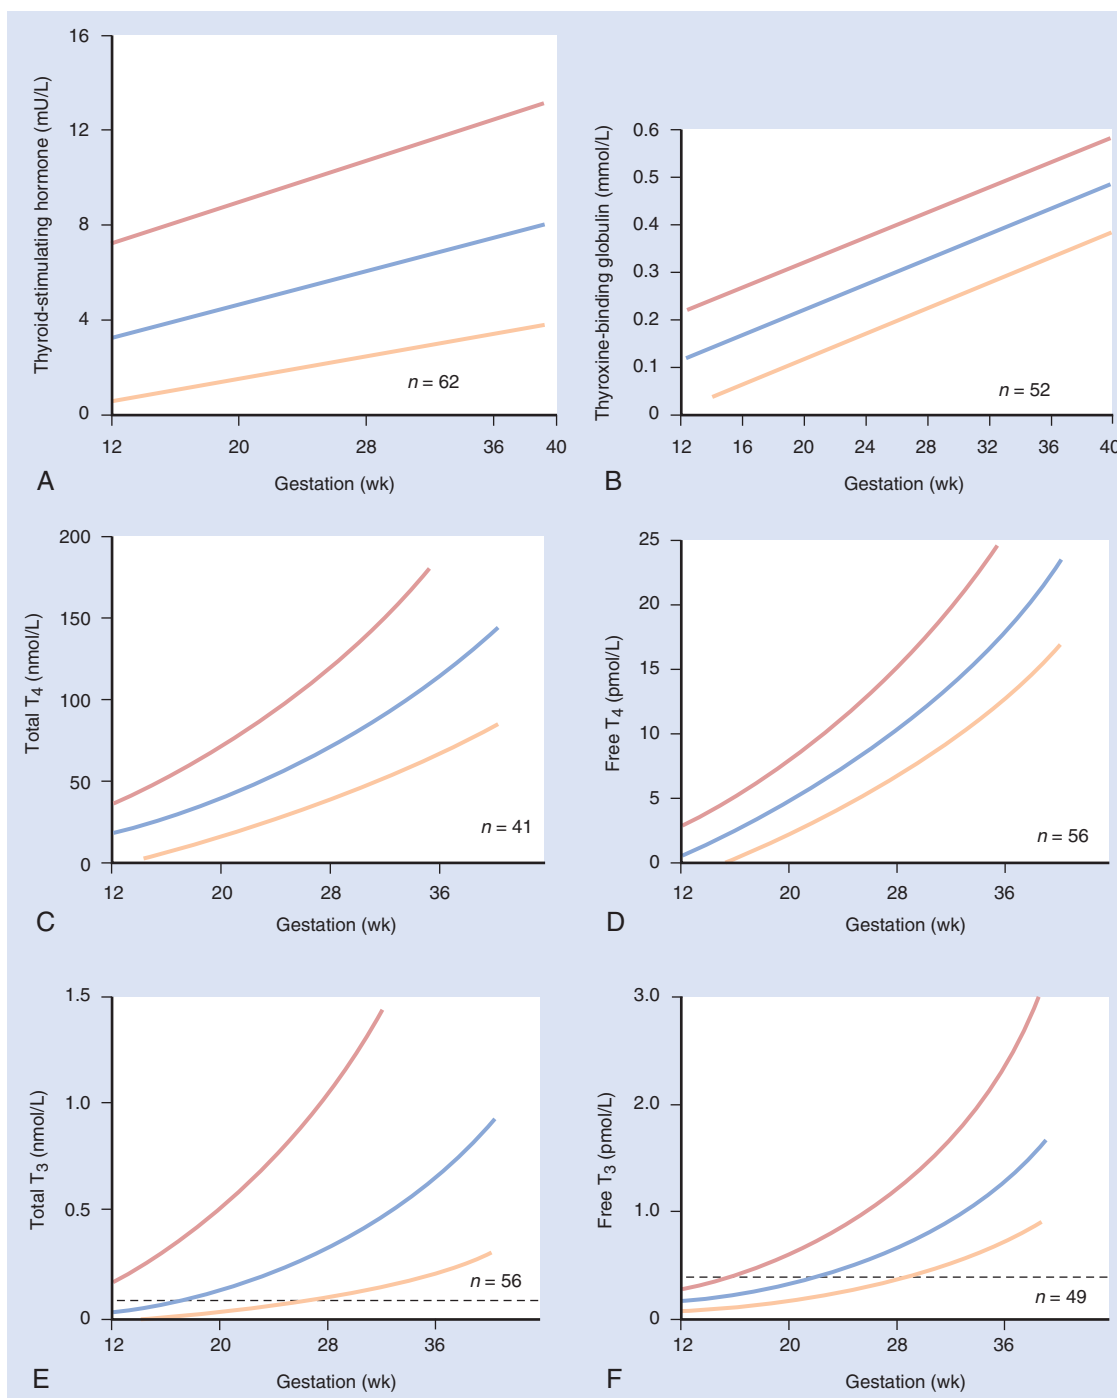 Thyroid-stimulating hormone (mU/L)
16
12
8
4
0
n = 62
12
20
28
36
40
Gestation (wk)
A
Thyroxine-binding globulin (mmol/L)
0.6
0.5
0.4
0.3
0.2
0.1
0
n = 52
12
16
20
24
28
32
36
40
Gestation (wk)
B
Total T4 (nmol/L)
200
150
100
50
0
n = 41
12
20
28
36
Gestation (wk)
C
Free T4 (pmol/L)
25
20
15
10
5
0
n = 56
12
20
28
36
Gestation (wk)
D
Total T3 (nmol/L)
1.5
1.0
0.5
0
n = 56
12
20
28
36
Gestation (wk)
E
Free T3 (pmol/L)
3.0
2.0
1.0
0
n = 49
12
20
28
36
Gestation (wk)
F